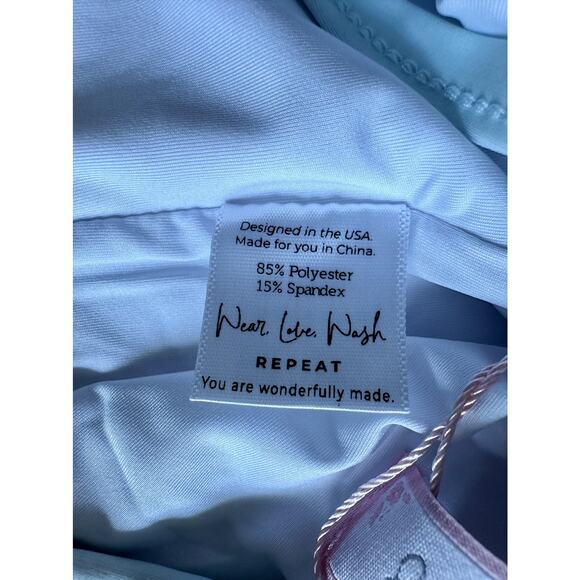 Designed in the USA.
Made for you in China.
85% Polyester
15% Spandex
Wear. Love. Wash
REPEAT
You are wonderfully made.